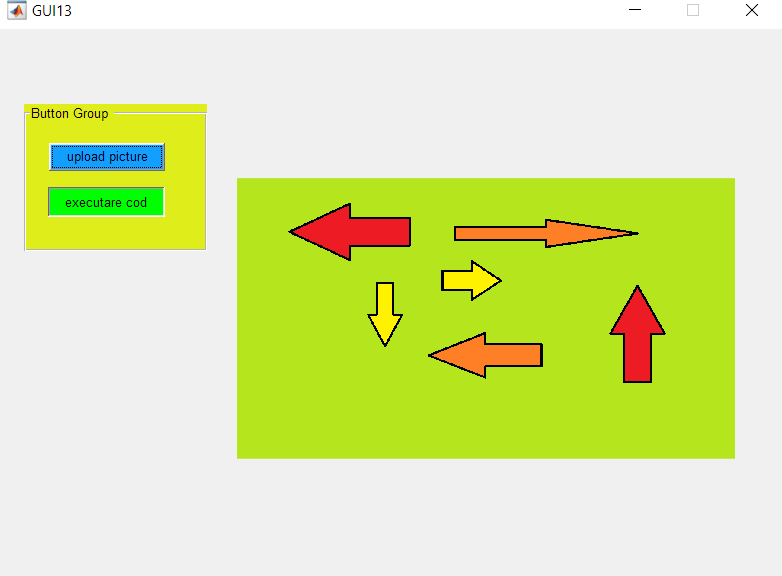 GUI13
Button Group
upload picture
executare cod